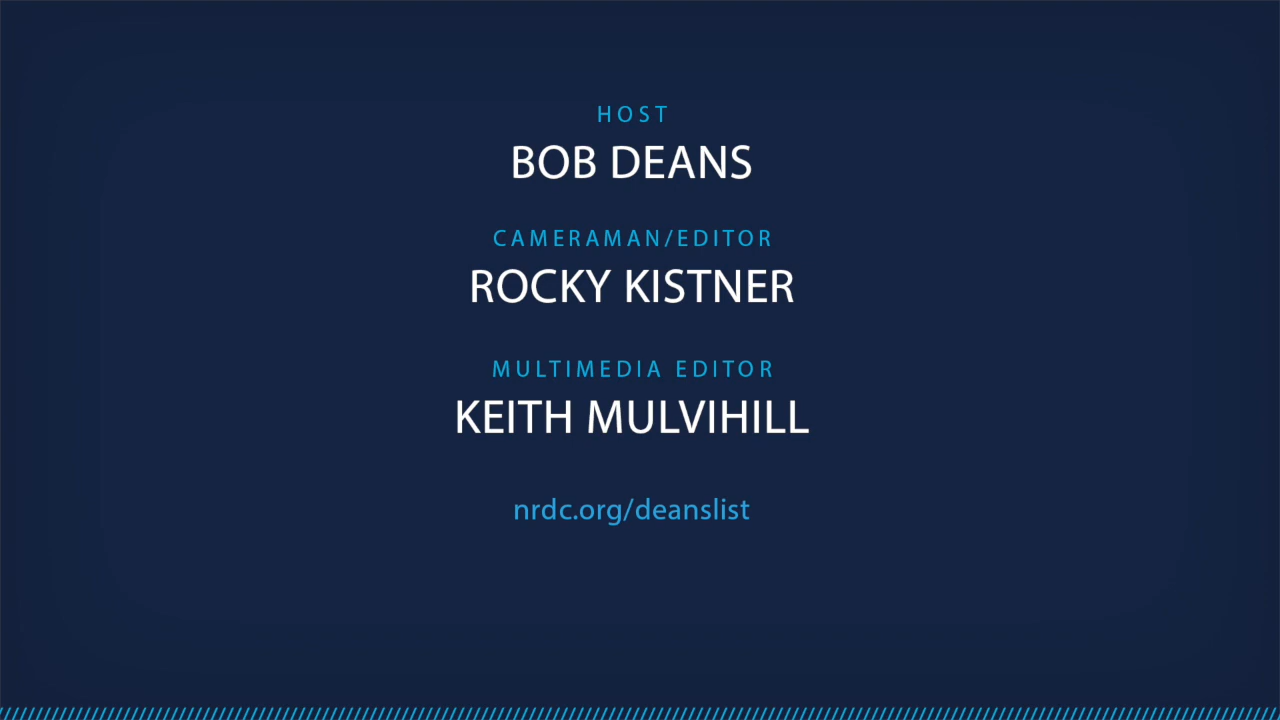 HOST
BOB DEANS
CAMERAMAN/EDITOR
ROCKY KISTNER
MULTIMEDIA EDITOR
KEITH MULVIHILL
nrdc.org/deanslist